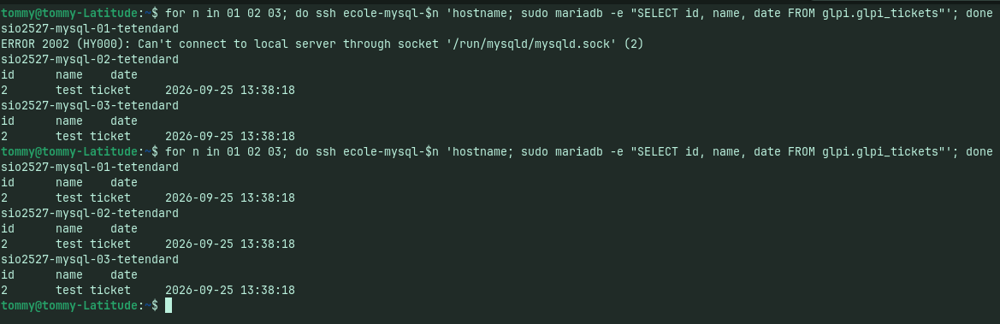 tommy@tommy-Latitude:~$ for n in 01 02 03; do ssh ecole-mysql-$n 'hostname; sudo mariadb -e "SELECT id, name, date FROM glpi.glpi_tickets"'; done
sio2527-mysql-01-tetendard
ERROR 2002 (HY000): Can't connect to local server through socket '/run/mysqld/mysqld.sock' (2)
sio2527-mysql-02-tetendard
id name date
2 test ticket 2026-09-25 13:38:18
sio2527-mysql-03-tetendard
id name date
2 test ticket 2026-09-25 13:38:18
tommy@tommy-Latitude:~$ for n in 01 02 03; do ssh ecole-mysql-$n 'hostname; sudo mariadb -e "SELECT id, name, date FROM glpi.glpi_tickets"'; done
sio2527-mysql-01-tetendard
id name date
2 test ticket 2026-09-25 13:38:18
sio2527-mysql-02-tetendard
id name date
2 test ticket 2026-09-25 13:38:18
sio2527-mysql-03-tetendard
id name date
2 test ticket 2026-09-25 13:38:18
tommy@tommy-Latitude:~$